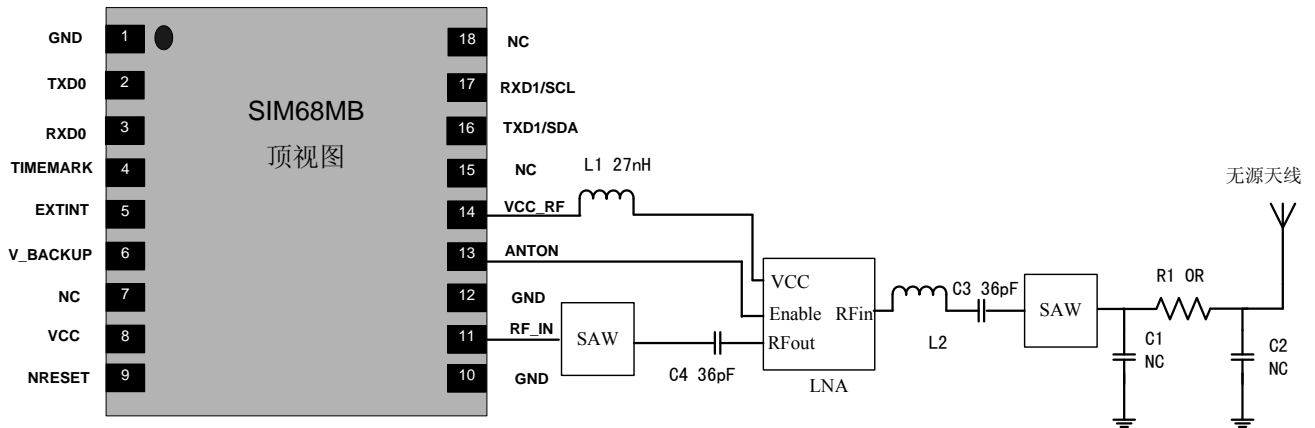 GND 1
TXD0 2
RXD0 3
TIMEMARK 4
EXTINT 5
V_BACKUP 6
NC 7
VCC 8
NRESET 9
SIM68MB
顶视图
18 NC
17 RXD1/SCL
16 TXD1/SDA
15 NC
14 VCC_RF
13 ANTON
12 GND
11 RF_IN
10 GND
L1 27nH
SAW
C4 36pF
VCC
Enable RFin
RFout
LNA
L2
C3 36pF
SAW
R1 0R
C1
NC
C2
NC
无源天线